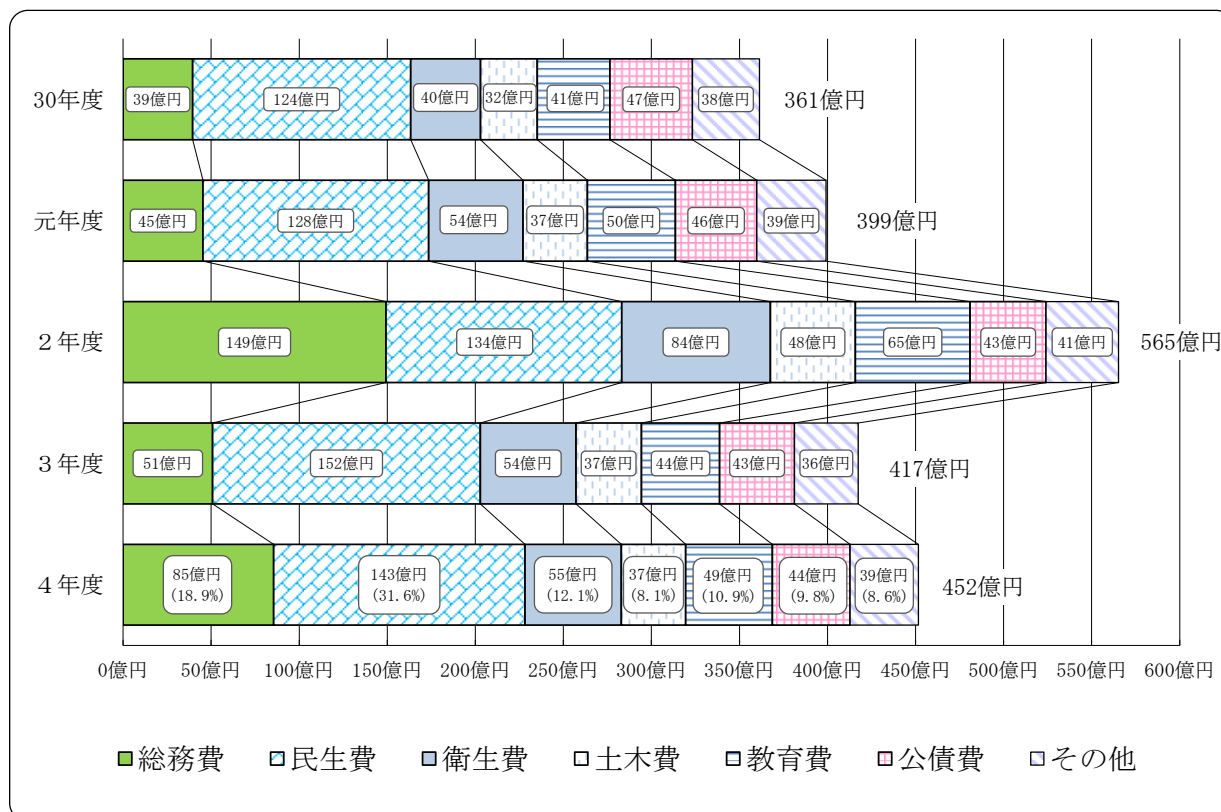 30年度
39億円
124億円
40億円
32億円
41億円
47億円
38億円
361億円
元年度
45億円
128億円
54億円
37億円
50億円
46億円
39億円
399億円
２年度
149億円
134億円
84億円
48億円
65億円
43億円
41億円
565億円
３年度
51億円
152億円
54億円
37億円
44億円
43億円
36億円
417億円
４年度
85億円
(18.9%)
143億円
(31.6%)
55億円
(12.1%)
37億円
(8.1%)
49億円
(10.9%)
44億円
(9.8%)
39億円
(8.6%)
452億円
0億円 50億円 100億円 150億円 200億円 250億円 300億円 350億円 400億円 450億円 500億円 550億円 600億円
総務費 民生費 衛生費 土木費 教育費 公債費 その他